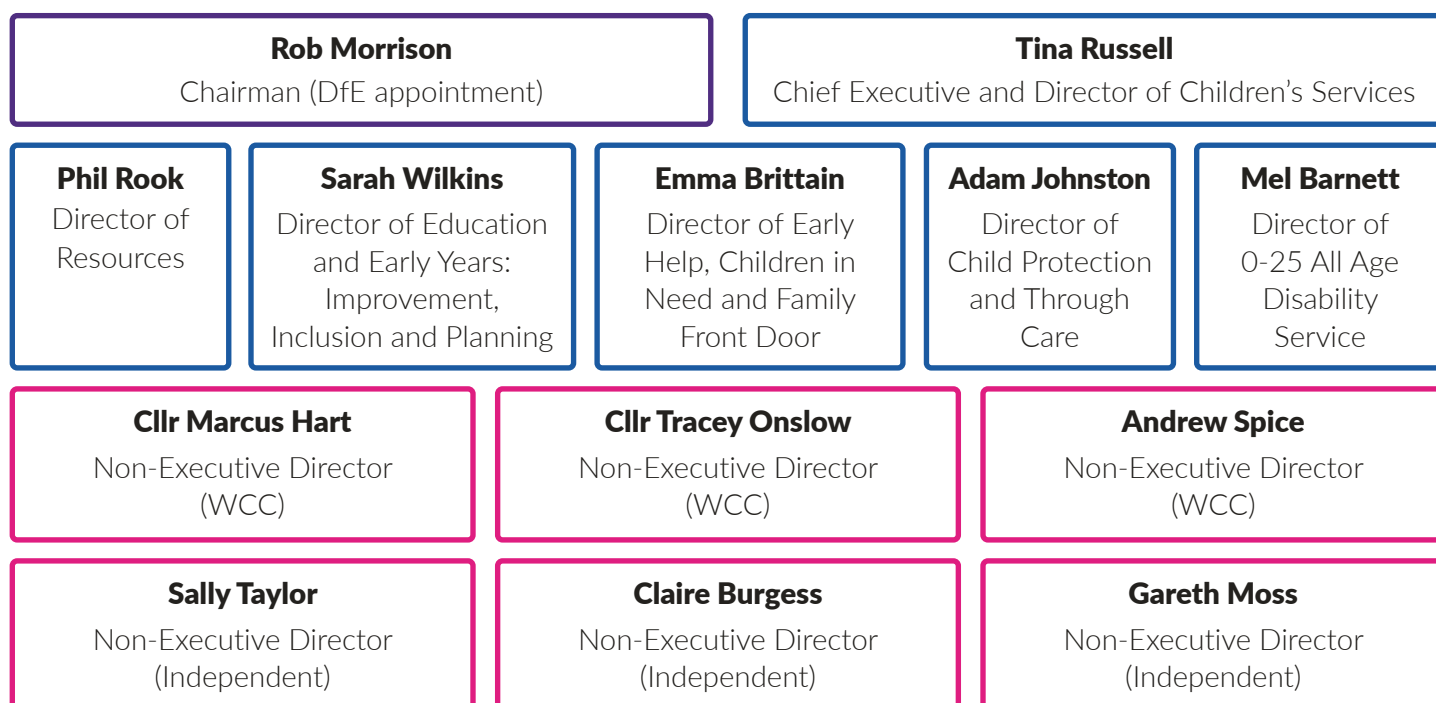 Rob Morrison
Chairman (DfE appointment)
Tina Russell
Chief Executive and Director of Children’s Services
Phil Rook
Director of
Resources
Sarah Wilkins
Director of Education
and Early Years:
Improvement,
Inclusion and Planning
Emma Brittain
Director of Early
Help, Children in
Need and Family
Front Door
Adam Johnston
Director of
Child Protection
and Through
Care
Mel Barnett
Director of
0-25 All Age
Disability
Service
Cllr Marcus Hart
Non-Executive Director
(WCC)
Cllr Tracey Onslow
Non-Executive Director
(WCC)
Andrew Spice
Non-Executive Director
(WCC)
Sally Taylor
Non-Executive Director
(Independent)
Claire Burgess
Non-Executive Director
(Independent)
Gareth Moss
Non-Executive Director
(Independent)